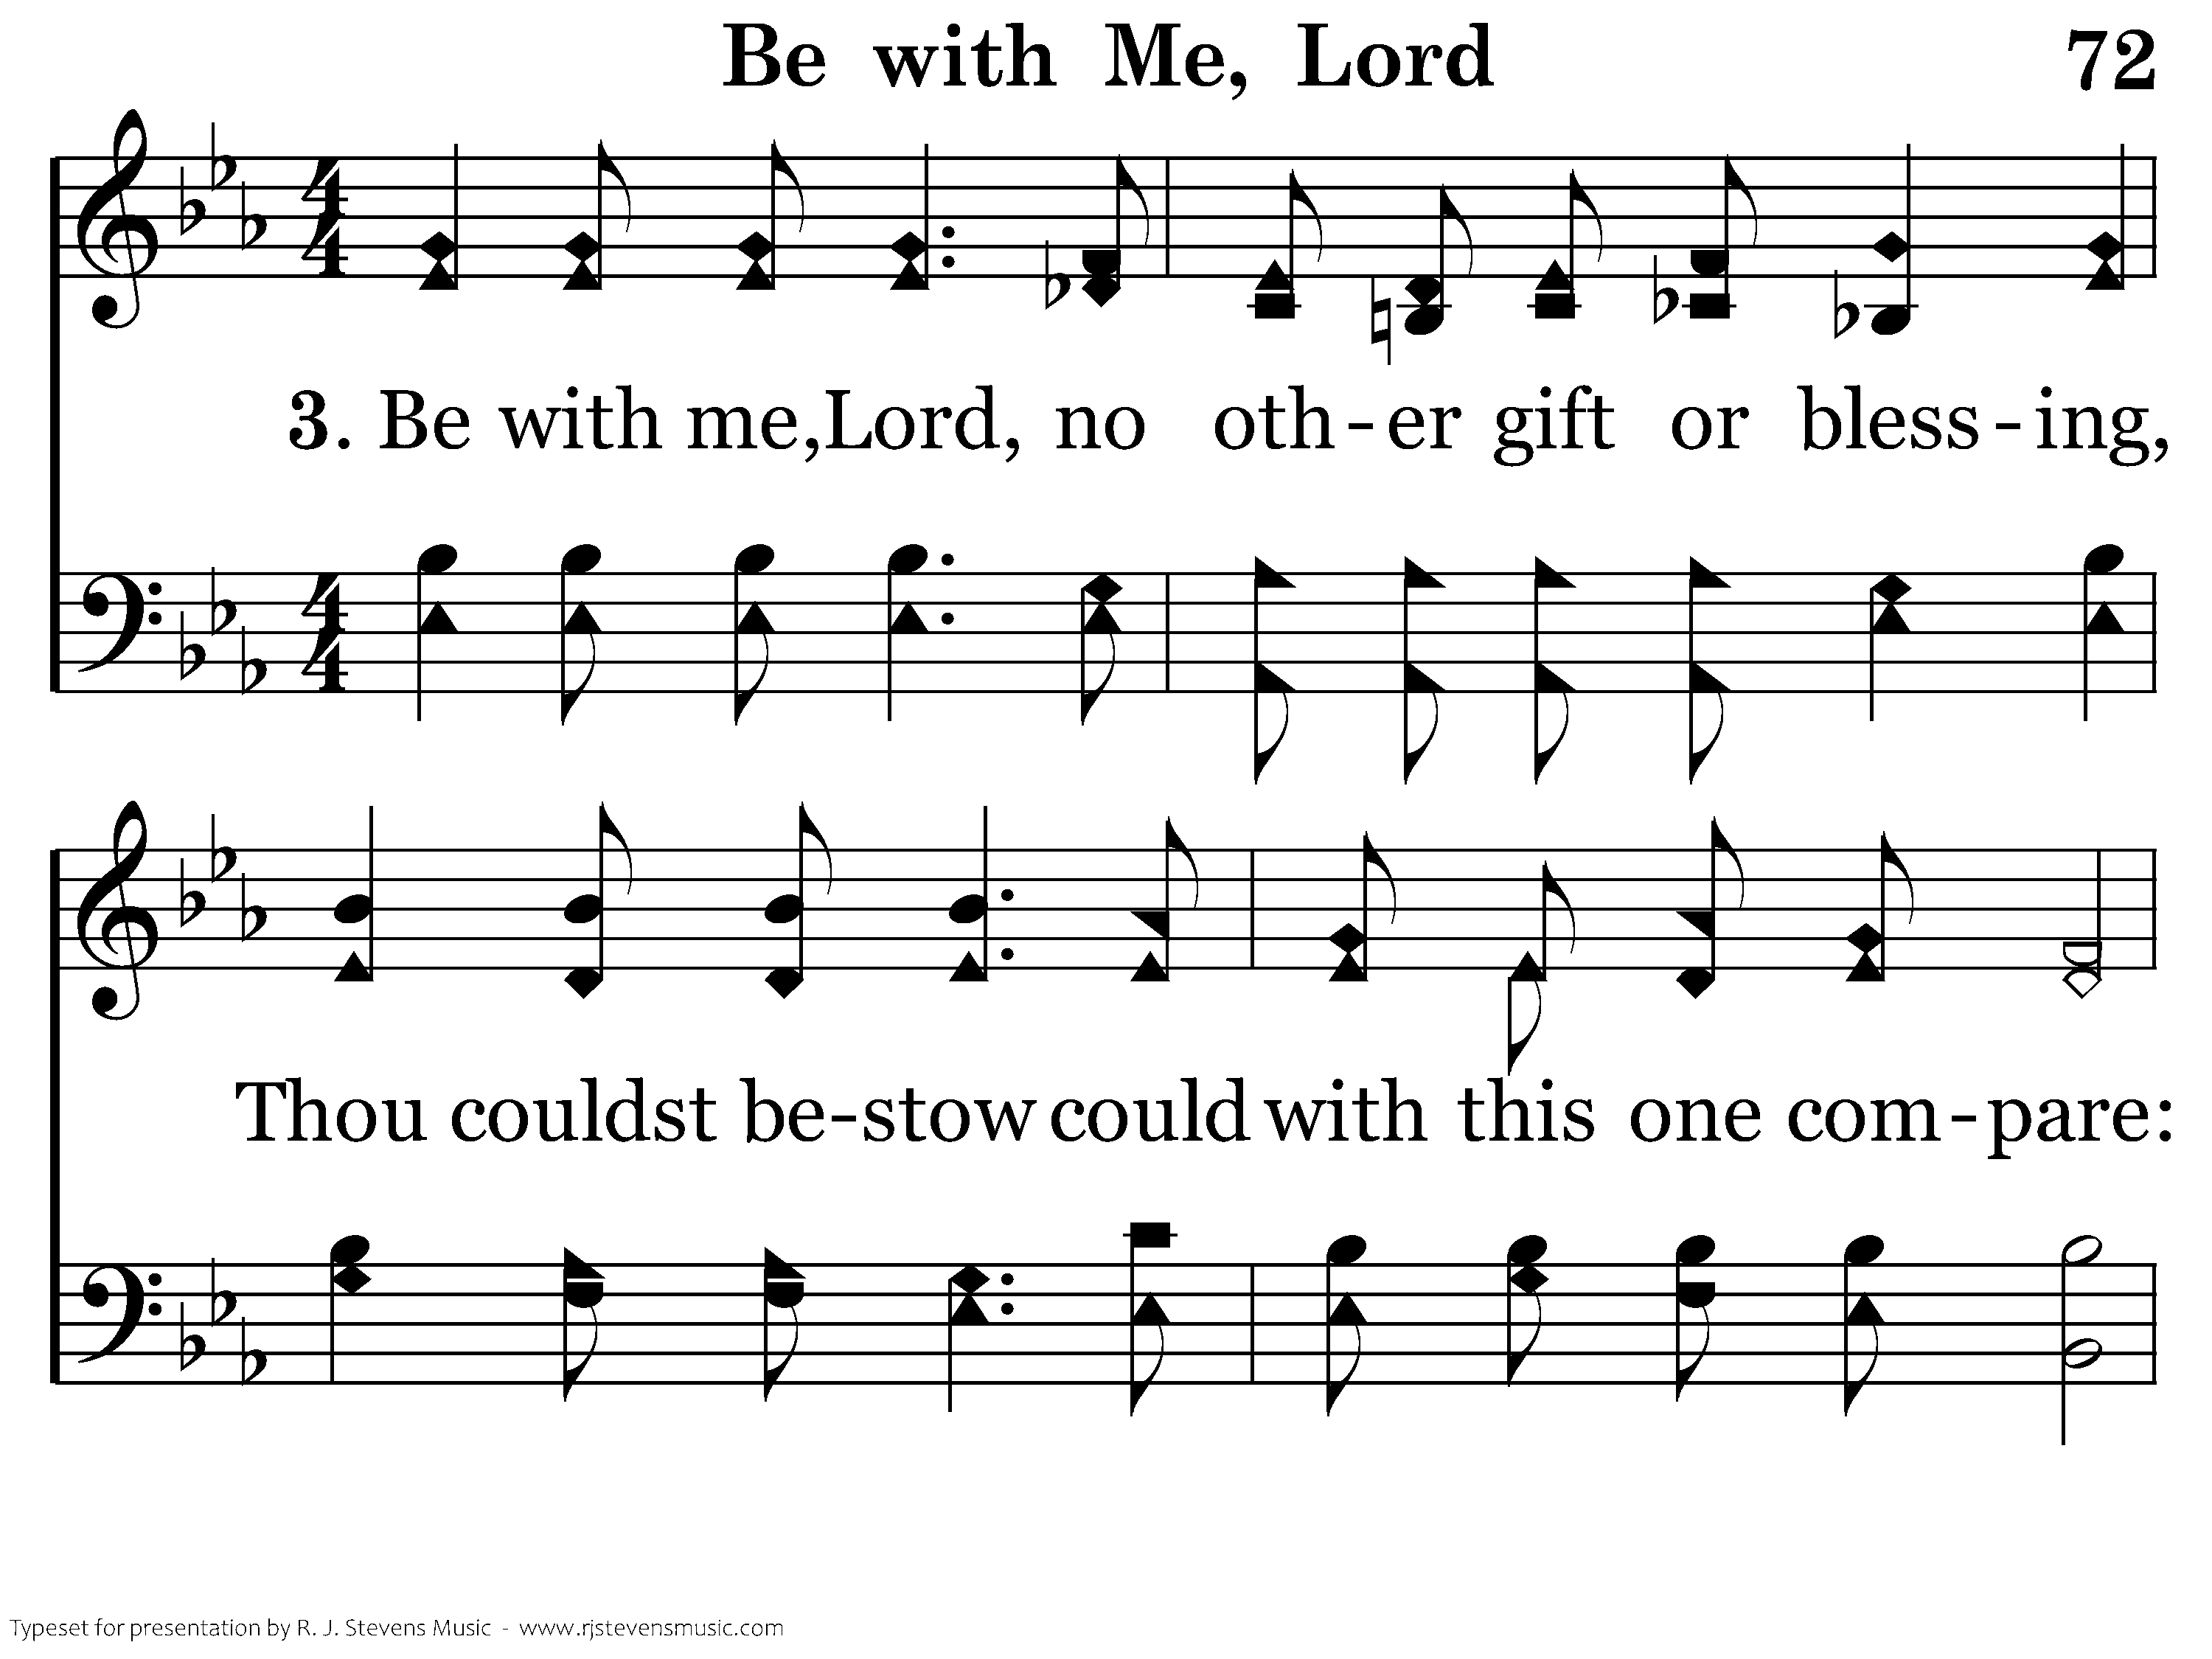 Be with Me, Lord 72
3. Be with me,Lord, no oth-er gift or bless-ing,
Thou couldst be-stow could with this one com-pare:
Typeset for presentation by R. J. Stevens Music - www.rjstevensmusic.com